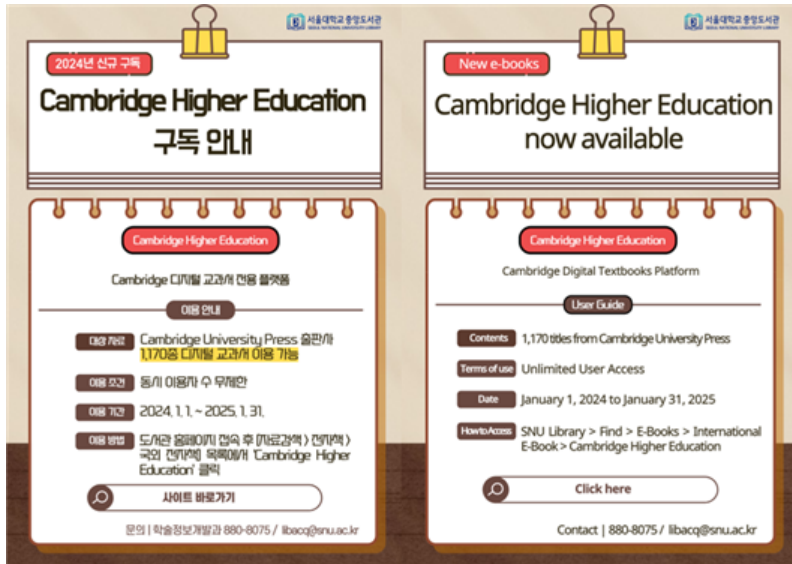 서울대학교 중앙도서관
SEOUL NATIONAL UNIVERSITY LIBRARY
2024년 신규 구독
Cambridge Higher Education
구독 안내
Cambridge Higher Education
Cambridge 디지털 교과서 전용 플랫폼
이용 안내
대상 자료 Cambridge University Press 출판사
1,170종 디지털 교과서 이용 가능
이용 조건 동시 이용자 수 무제한
이용 기간 2024. 1. 1. ~ 2025. 1. 31.
이용 방법 도서관 홈페이지 접속 후 [자료검색 > 전자책 >
국외 전자책] 목록에서 'Cambridge Higher
Education' 클릭
사이트 바로가기
문의 | 학술정보개발과 880-8075 / libacq@snu.ac.kr
서울대학교 중앙도서관
SEOUL NATIONAL UNIVERSITY LIBRARY
New e-books
Cambridge Higher Education
now available
Cambridge Higher Education
Cambridge Digital Textbooks Platform
User Guide
Contents 1,170 titles from Cambridge University Press
Terms of use Unlimited User Access
Date January 1, 2024 to January 31, 2025
How to Access SNU Library > Find > E-Books > International
E-Book > Cambridge Higher Education
Click here
Contact | 880-8075 / libacq@snu.ac.kr